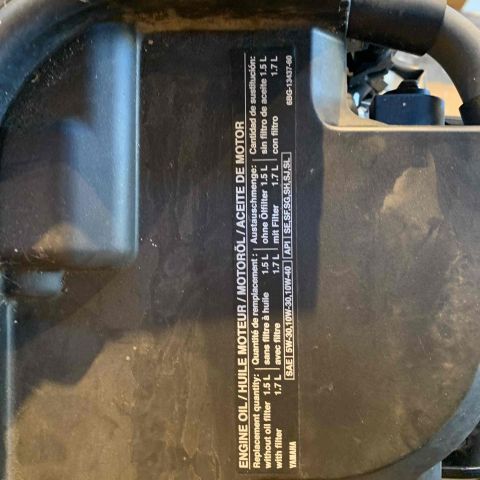 ENGINE OIL / HUILE MOTEUR / MOTORÖL / ACEITE DE MOTOR
Replacement quantity:
without oil filter 1.5 L
with filter 1.7 L
Quantité de remplacement :
sans filtre à huile 1.5 L
avec filtre 1.7 L
Austauschmenge:
ohne Ölfilter 1.5 L
mit Filter 1.7 L
Cantidad de sustitución:
sin filtro de aceite 1.5 L
con filtro 1.7 L
SAE 5W-30,10W-30,10W-40 API SE,SF,SG,SH,SJ,SL
YAMAHA 6BG-13437-60